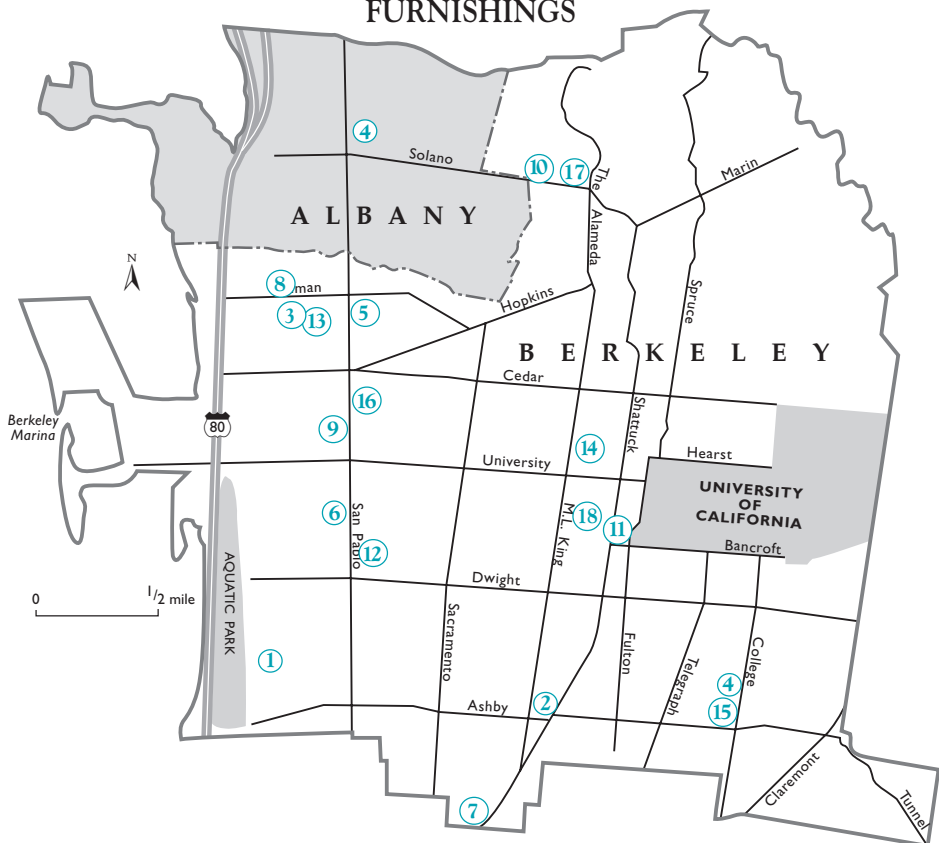 FURNISHINGS
4
Solano
10
17
The
Alameda
Marin
ALBANY
N
8
man
3
13
5
Hopkins
Spruce
BERKELEY
Cedar
16
Shattuck
Berkeley
Marina
80
9
14
University
Hearst
UNIVERSITY
OF
CALIFORNIA
6
San Pablo
12
M.L. King
18
11
Bancroft
AQUATIC PARK
0
1/2 mile
Dwight
Sacramento
Fulton
Telegraph
College
1
4
Ashby
2
15
7
Claremont
Tunnel